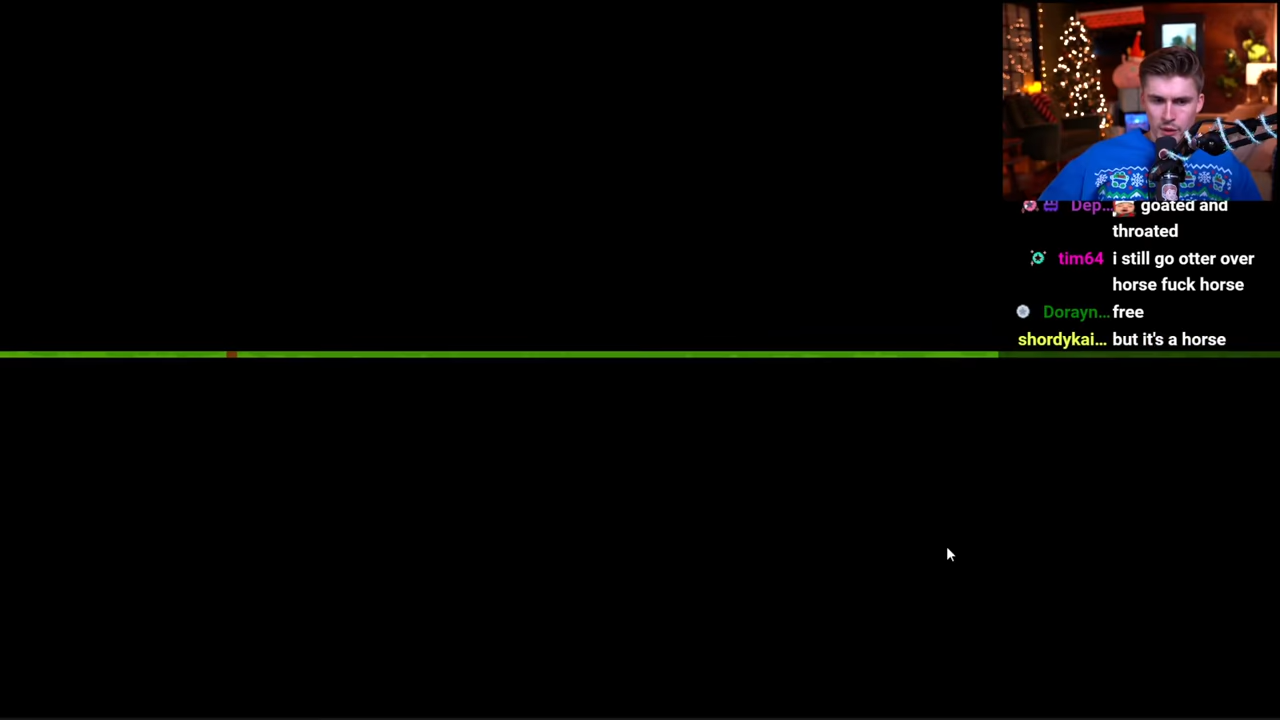 Dep... goated and
throated
tim64 i still go otter over
horse fuck horse
Dorayn... free
shordykai... but it's a horse